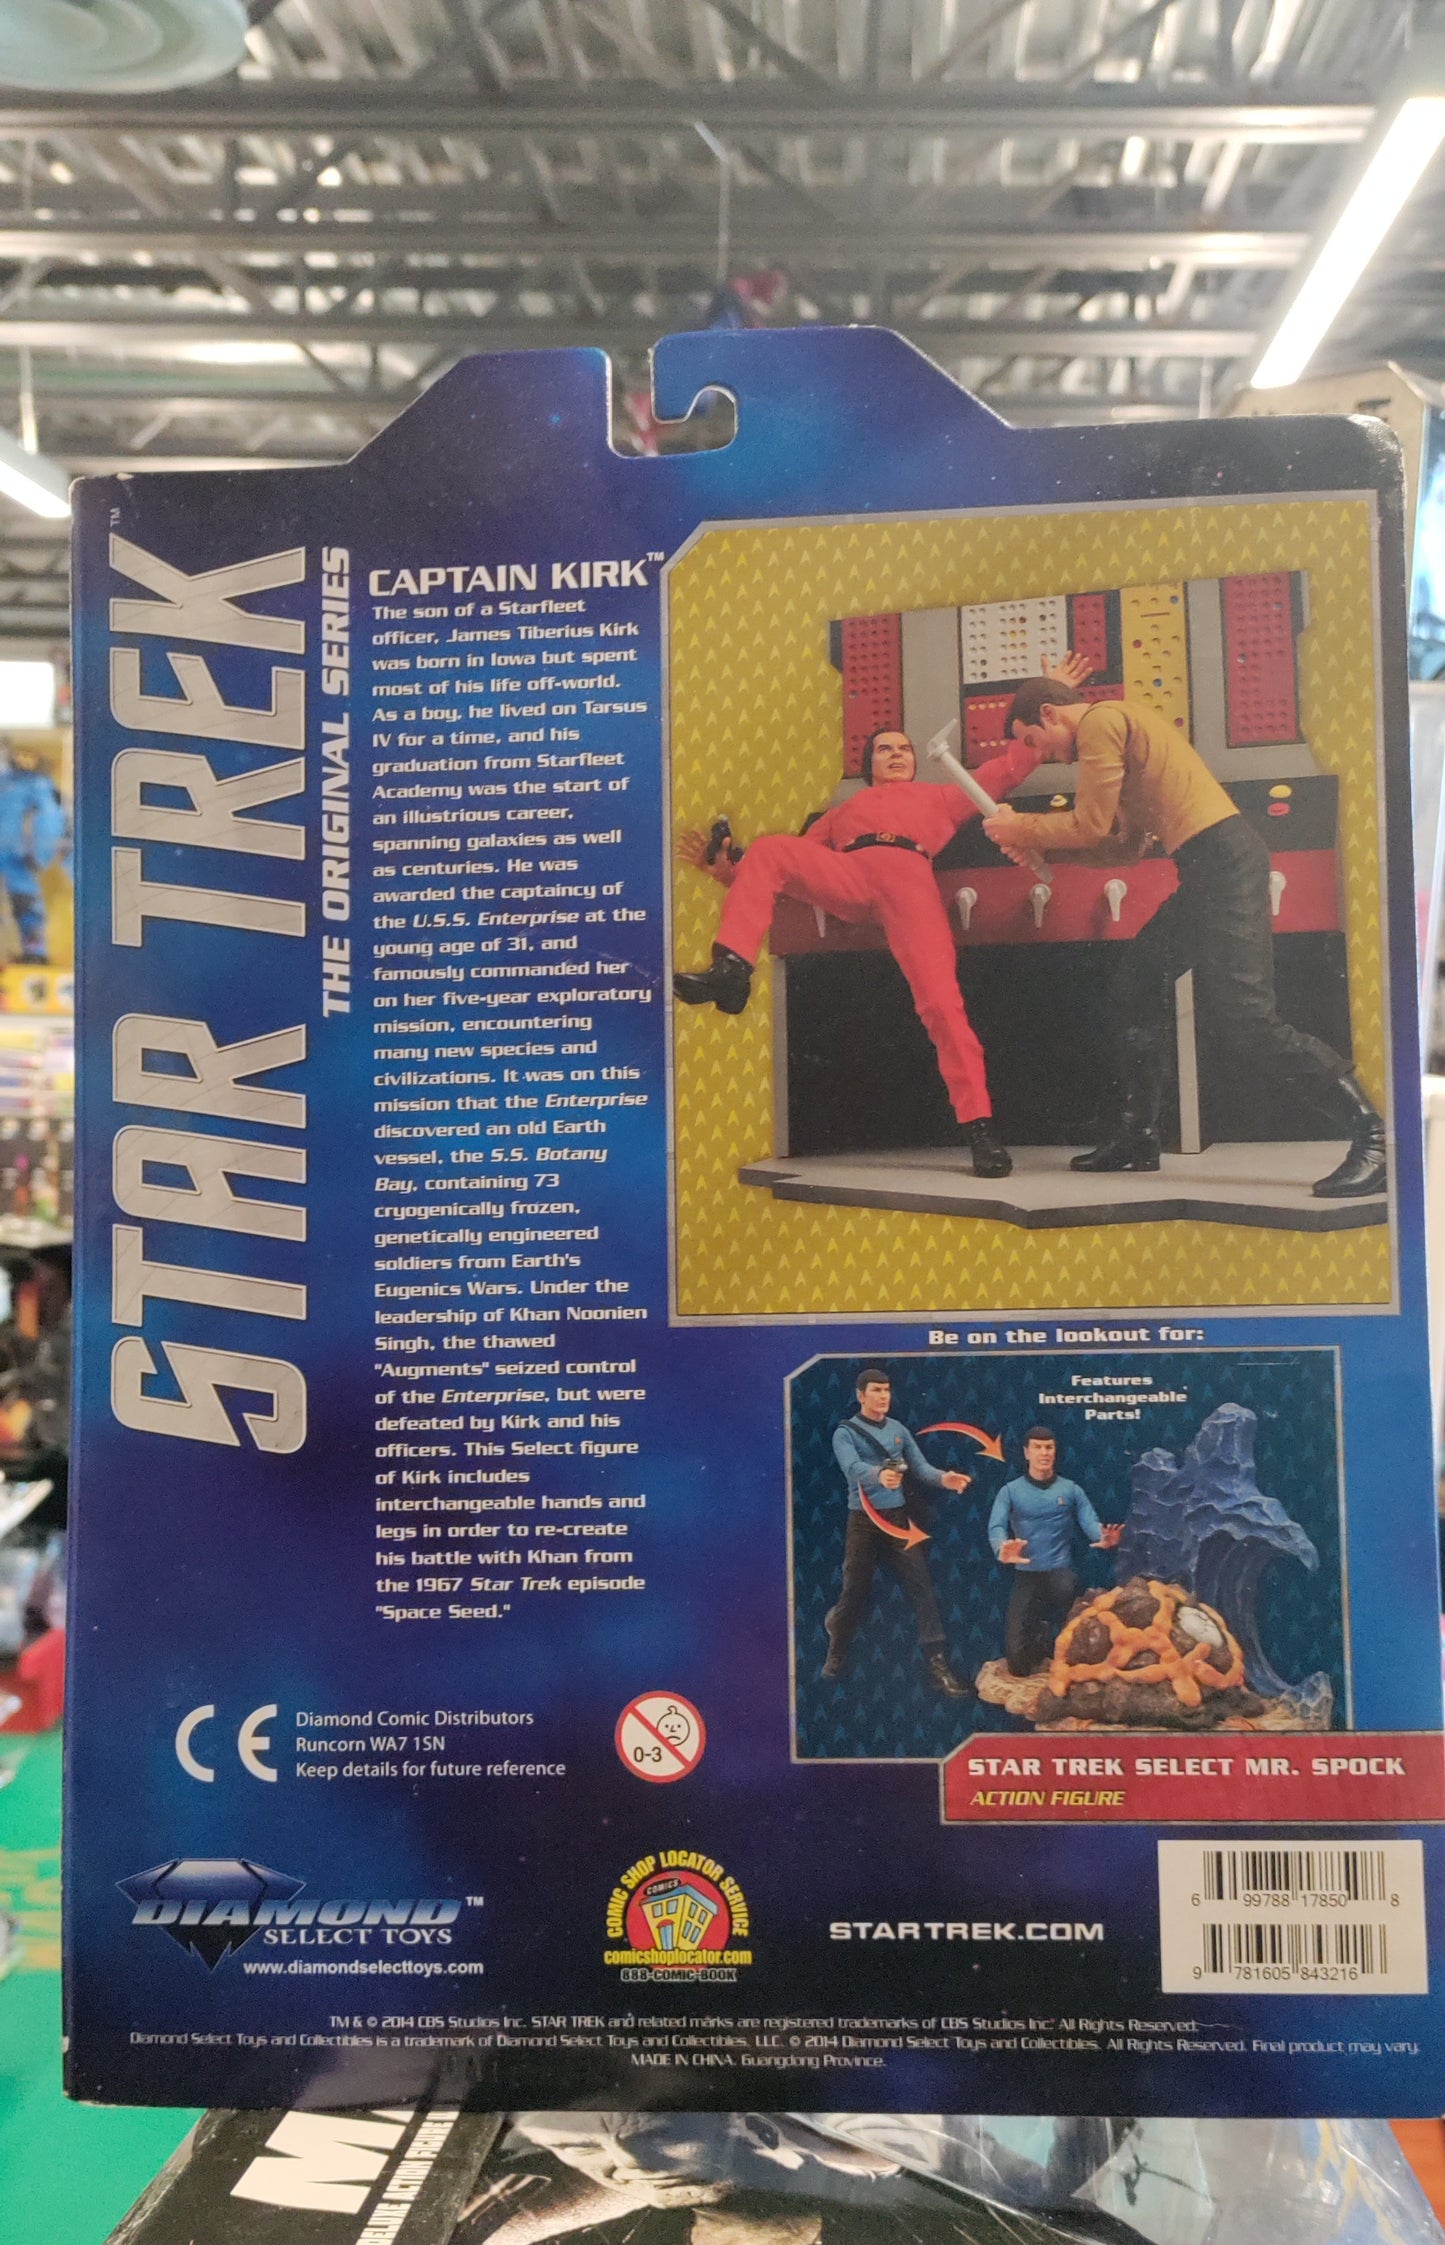 STAR TREK™
THE ORIGINAL SERIES
CAPTAIN KIRK™
The son of a Starfleet
officer, James Tiberius Kirk
was born in Iowa but spent
most of his life off-world.
As a boy, he lived on Tarsus
IV for a time, and his
graduation from Starfleet
Academy was the start of
an illustrious career,
spanning galaxies as well
as centuries. He was
awarded the captaincy of
the U.S.S. Enterprise at the
young age of 31, and
famously commanded her
on her five-year exploratory
mission, encountering
many new species and
civilizations. It was on this
mission that the Enterprise
discovered an old Earth
vessel, the S.S. Botany
Bay, containing 73
cryogenically frozen,
genetically engineered
soldiers from Earth's
Eugenics Wars. Under the
leadership of Khan Noonien
Singh, the thawed
"Augments" seized control
of the Enterprise, but were
defeated by Kirk and his
officers. This Select figure
of Kirk includes
interchangeable hands and
legs in order to re-create
his battle with Khan from
the 1967 Star Trek episode
"Space Seed."
Be on the lookout for:
Features
Interchangeable
Parts!
STAR TREK SELECT MR. SPOCK
ACTION FIGURE
CE
Diamond Comic Distributors
Runcorn WA7 1SN
Keep details for future reference
0-3
DIAMOND™
SELECT TOYS
www.diamondselecttoys.com
COMIC SHOP LOCATOR SERVICE
COMICS
comicshoplocator.com
888-COMIC-BOOK
STARTREK.COM
6 99788 17850 8
9 781605 843216
TM & © 2014 CBS Studios Inc. STAR TREK and related marks are registered trademarks of CBS Studios Inc. All Rights Reserved.
Diamond Select Toys and Collectibles is a trademark of Diamond Select Toys and Collectibles, LLC. © 2014 Diamond Select Toys and Collectibles. All Rights Reserved. Final product may vary.
MADE IN CHINA. Guangdong Province.